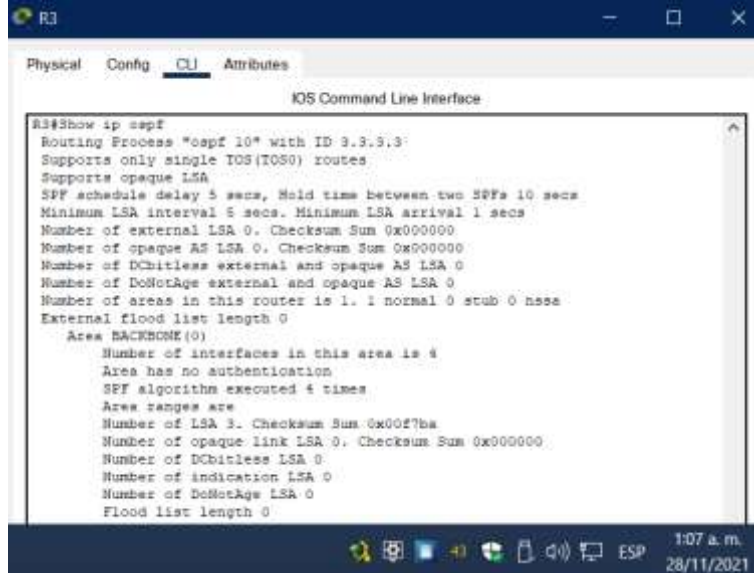 R3
Physical Config CLI Attributes
IOS Command Line Interface
R3#Show ip ospf
Routing Process "ospf 10" with ID 3.3.3.3
Supports only single TOS(TOS0) routes
Supports opaque LSA
SPF schedule delay 5 secs, Hold time between two SPFs 10 secs
Minimum LSA interval 5 secs. Minimum LSA arrival 1 secs
Number of external LSA 0. Checksum Sum 0x000000
Number of opaque AS LSA 0. Checksum Sum 0x000000
Number of DCbitless external and opaque AS LSA 0
Number of DoNotAge external and opaque AS LSA 0
Number of areas in this router is 1. 1 normal 0 stub 0 nssa
External flood list length 0
Area BACKBONE(0)
Number of interfaces in this area is 4
Area has no authentication
SPF algorithm executed 4 times
Area ranges are
Number of LSA 3. Checksum Sum 0x00f7ba
Number of opaque link LSA 0. Checksum Sum 0x000000
Number of DCbitless LSA 0
Number of indication LSA 0
Number of DoNotAge LSA 0
Flood list length 0
ESP
1:07 a. m.
28/11/2021